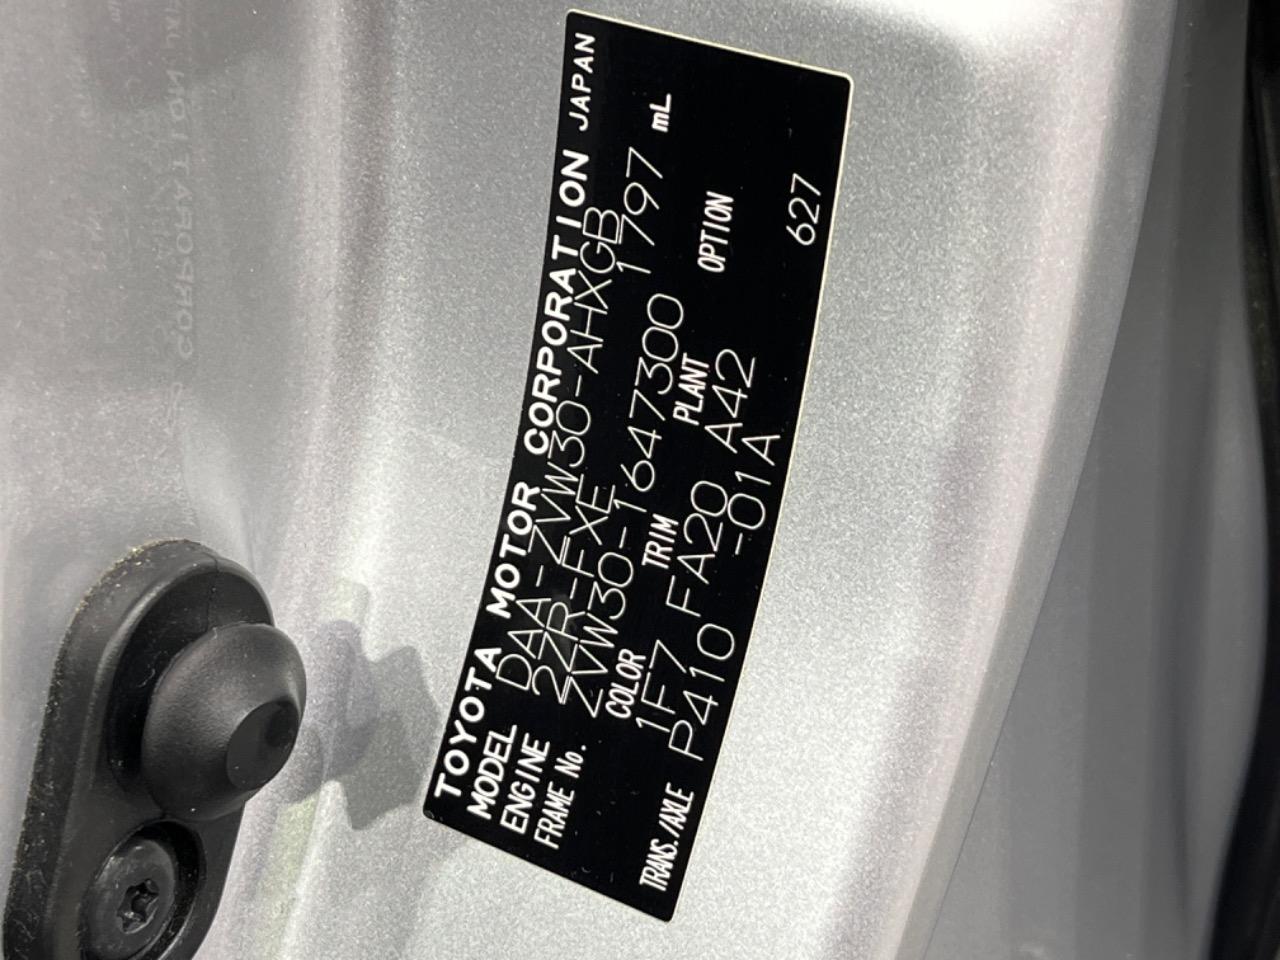 TOYOTA MOTOR CORPORATION JAPAN
MODEL DAA-ZVW30-AHXGB
ENGINE 2ZR-FXE 1797 mL
FRAME No. ZVW30-1647300
COLOR TRIM PLANT OPTION
1F7 FA20 A42
TRANS./AXLE P410 -01A 627